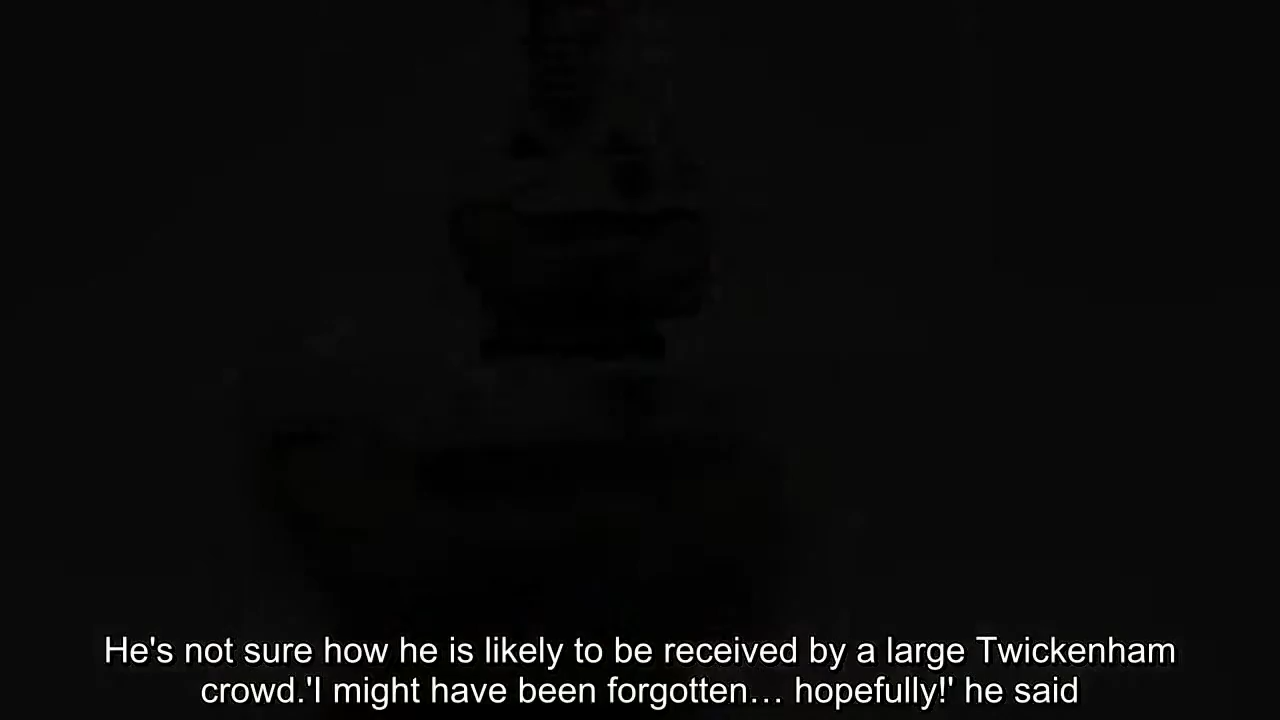 He's not sure how he is likely to be received by a large Twickenham
crowd.'I might have been forgotten… hopefully!' he said